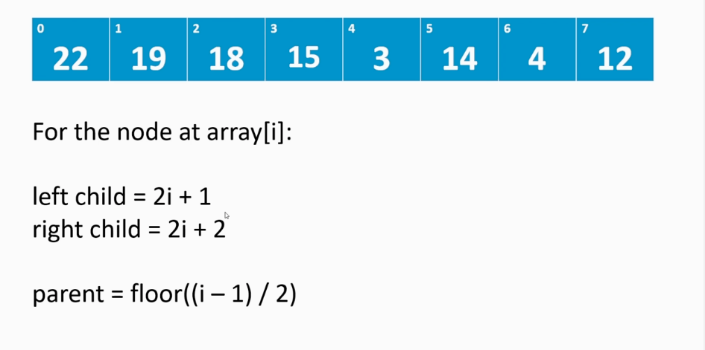 0 1 2 3 4 5 6 7
22 19 18 15 3 14 4 12
For the node at array[i]:
left child = 2i + 1
right child = 2i + 2
parent = floor((i – 1) / 2)